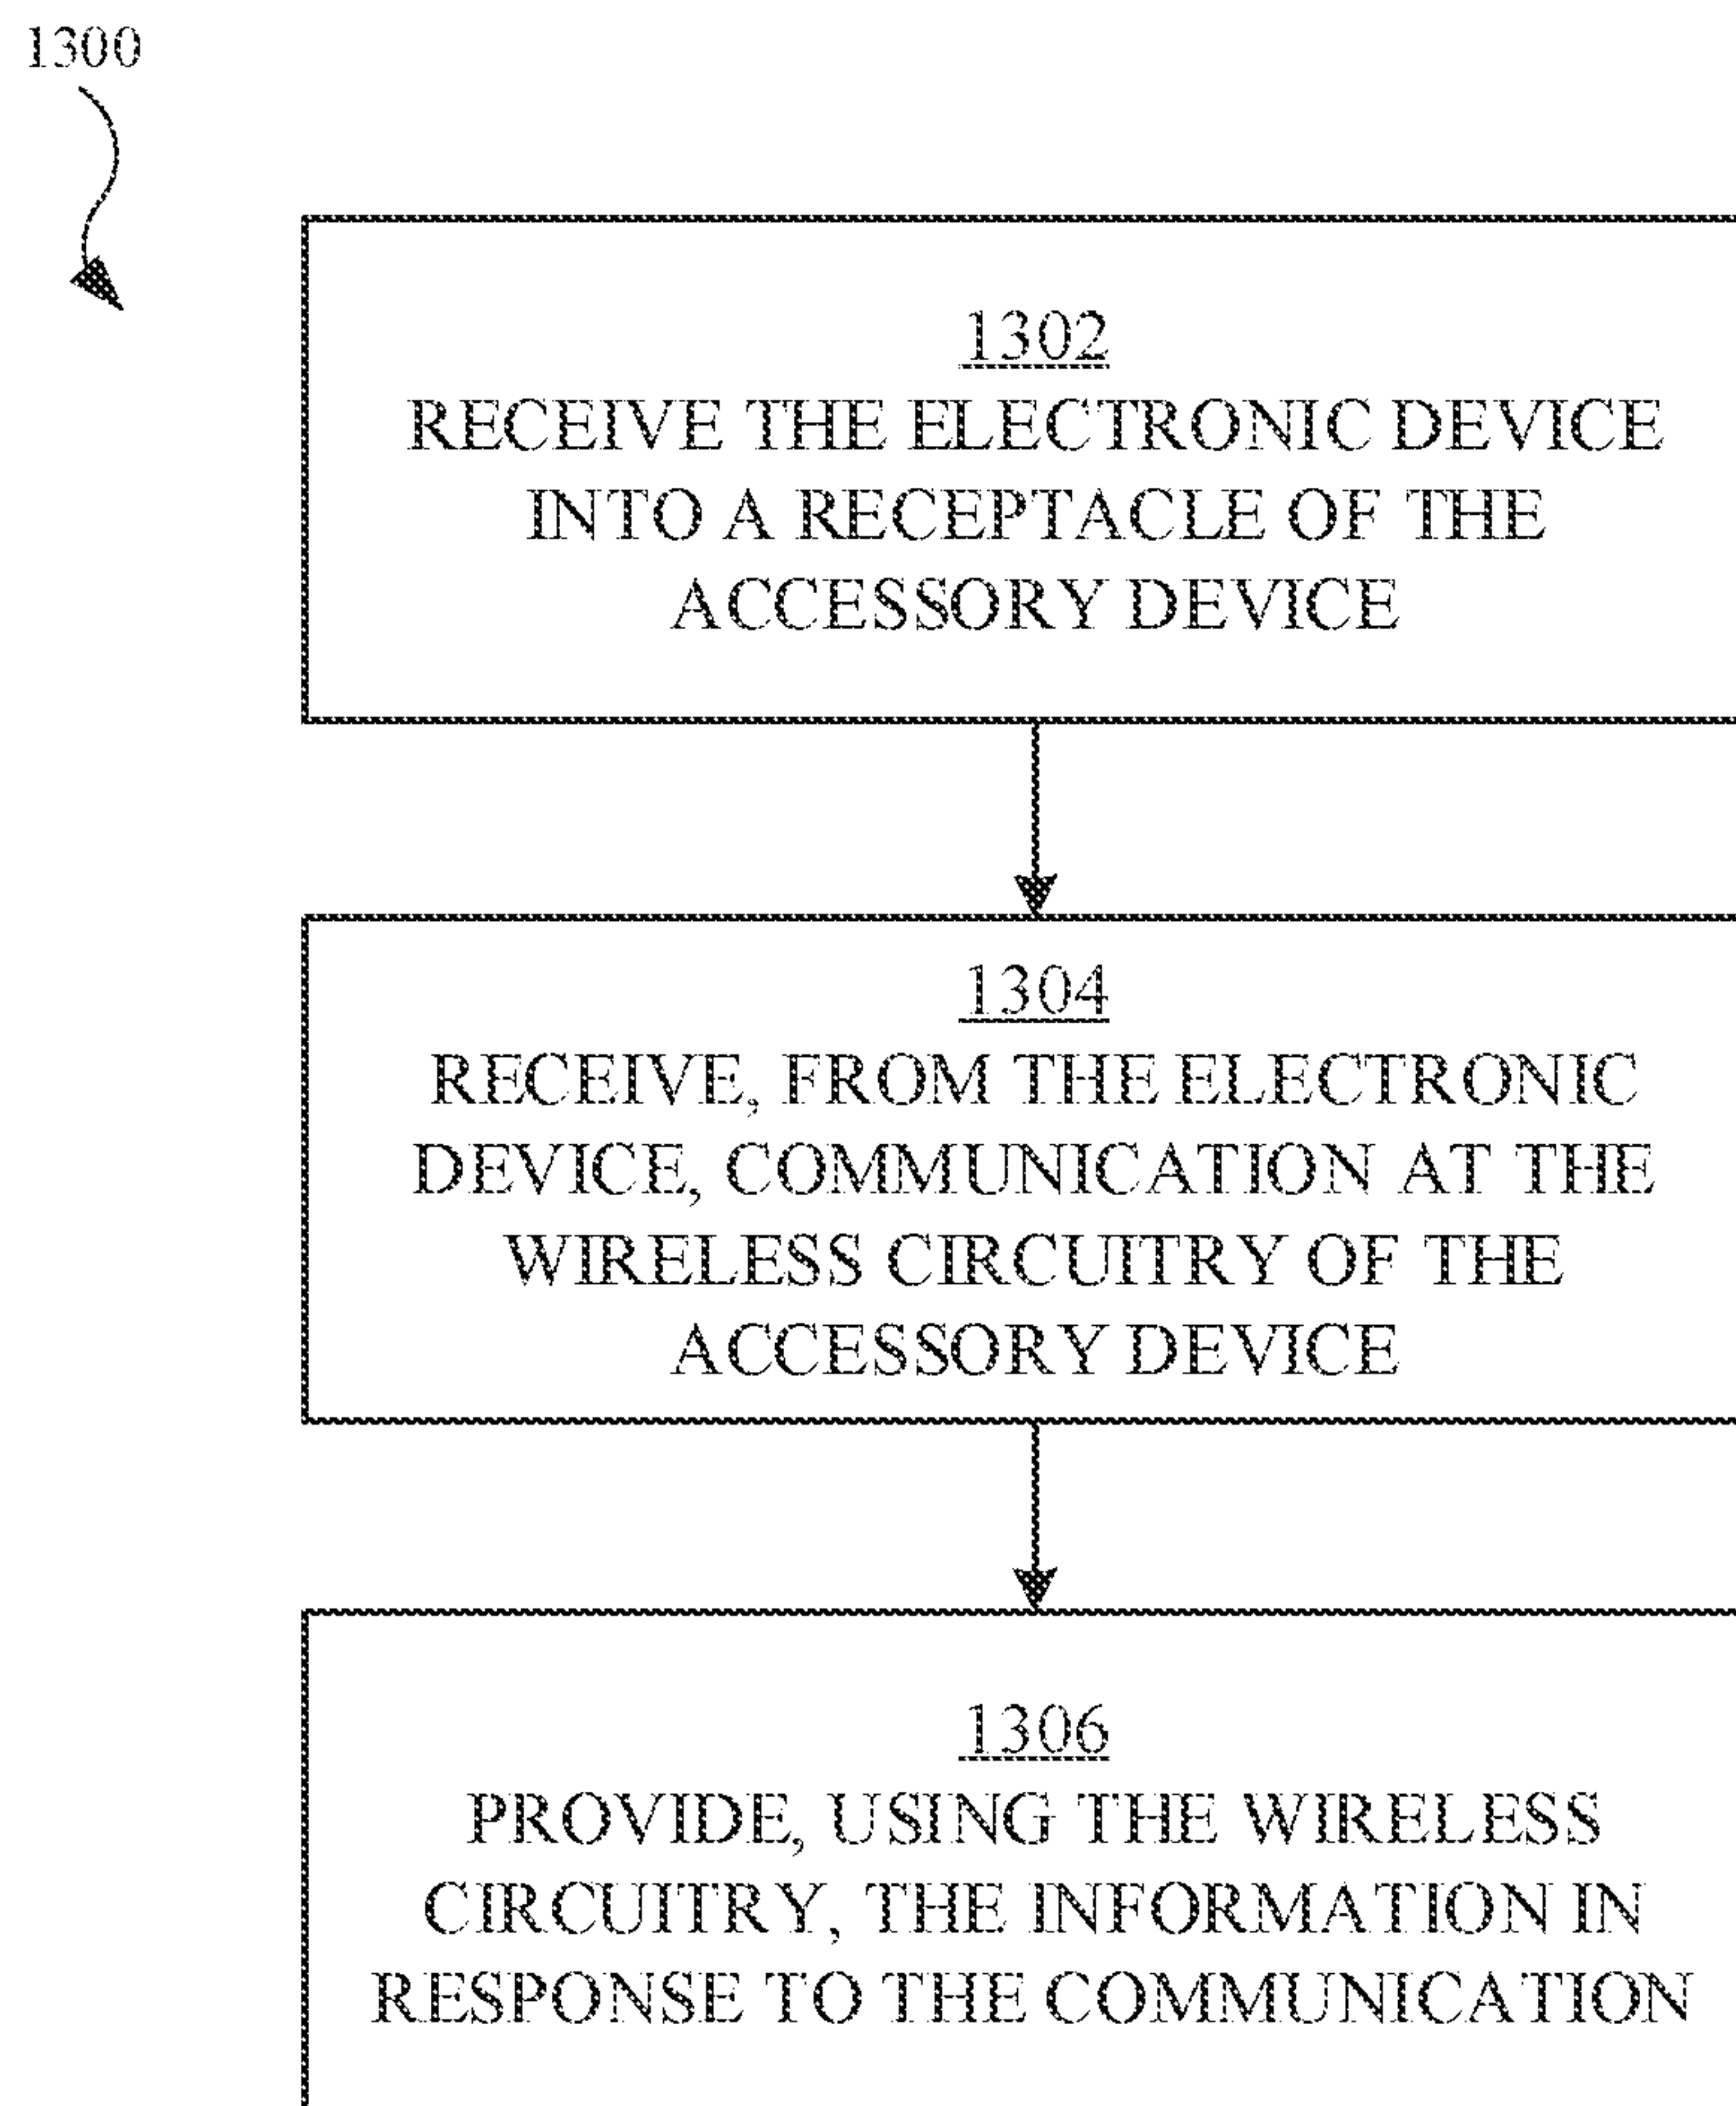 1300
1302
RECEIVE THE ELECTRONIC DEVICE
INTO A RECEPTACLE OF THE
ACCESSORY DEVICE
1304
RECEIVE, FROM THE ELECTRONIC
DEVICE, COMMUNICATION AT THE
WIRELESS CIRCUITRY OF THE
ACCESSORY DEVICE
1306
PROVIDE, USING THE WIRELESS
CIRCUITRY, THE INFORMATION IN
RESPONSE TO THE COMMUNICATION